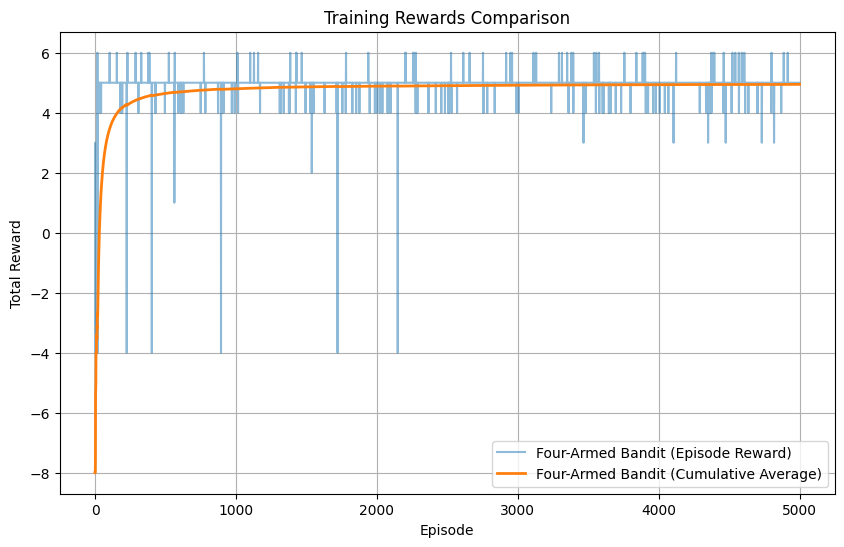 Training Rewards Comparison
6
4
2
0
−2
−4
−6
−8
Total Reward
0 1000 2000 3000 4000 5000
Episode
Four-Armed Bandit (Episode Reward)
Four-Armed Bandit (Cumulative Average)